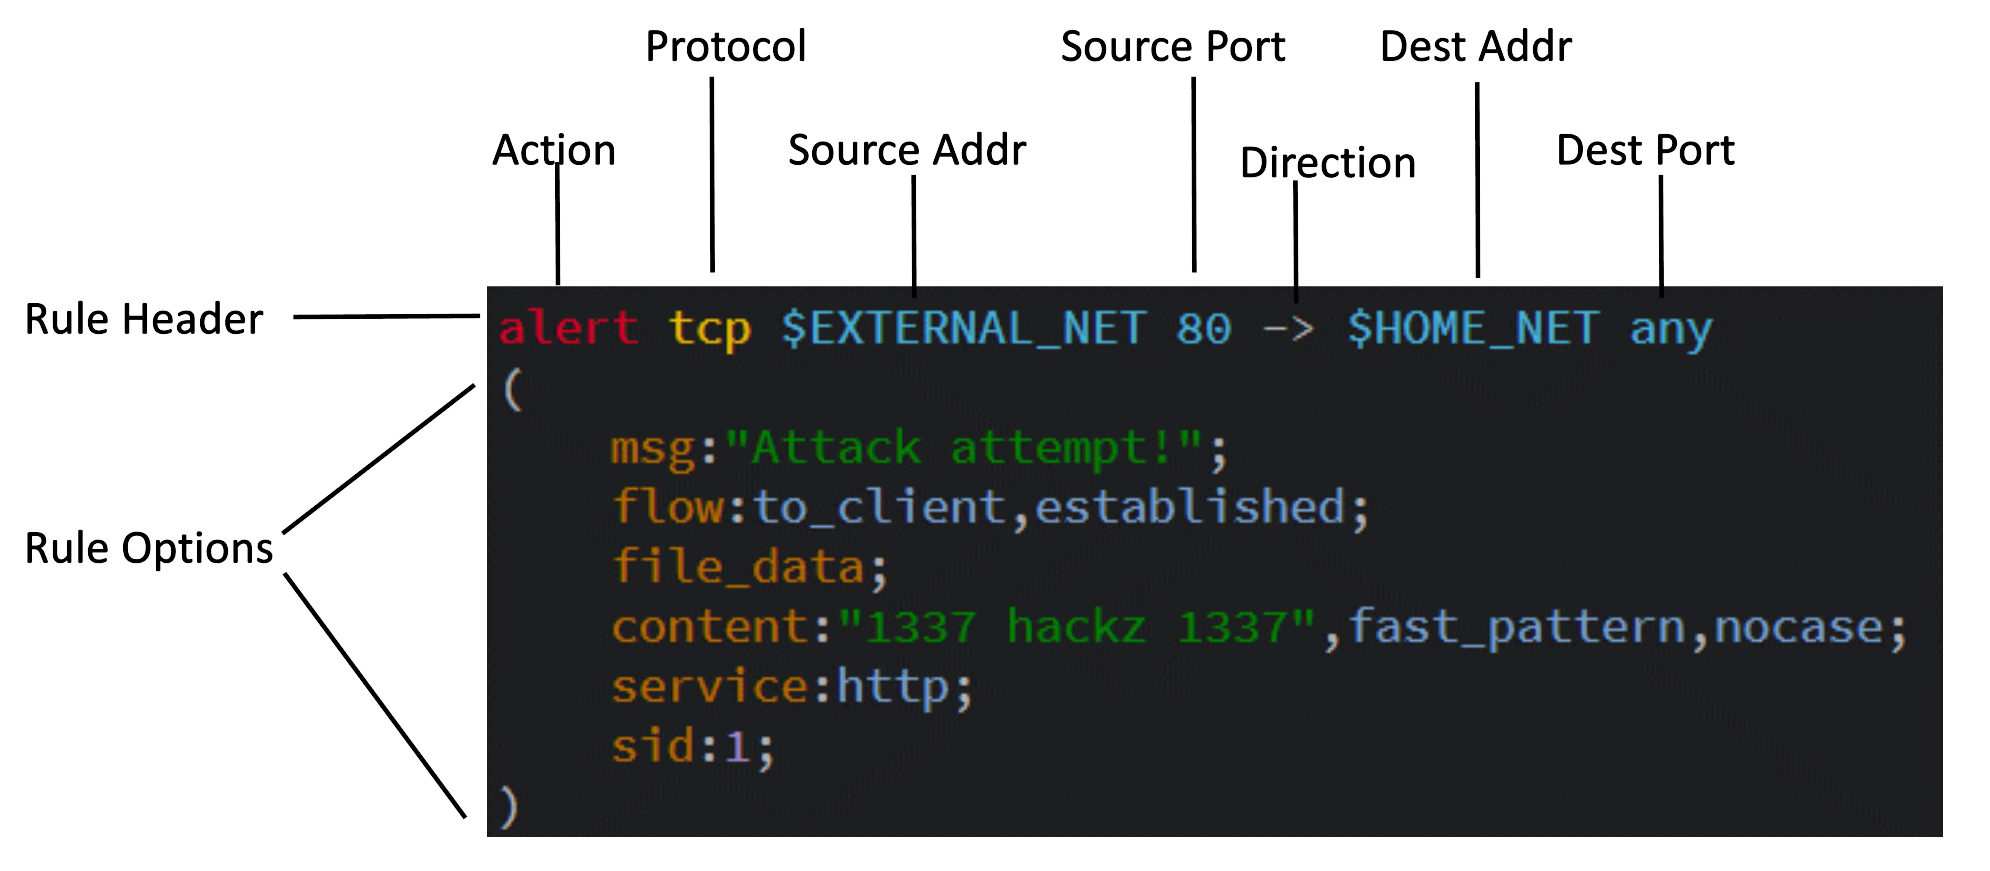 Protocol Source Port Dest Addr
Action Source Addr Direction Dest Port
Rule Header
alert tcp $EXTERNAL_NET 80 -> $HOME_NET any
(
msg:"Attack attempt!";
flow:to_client,established;
Rule Options
file_data;
content:"1337 hackz 1337",fast_pattern,nocase;
service:http;
sid:1;
)